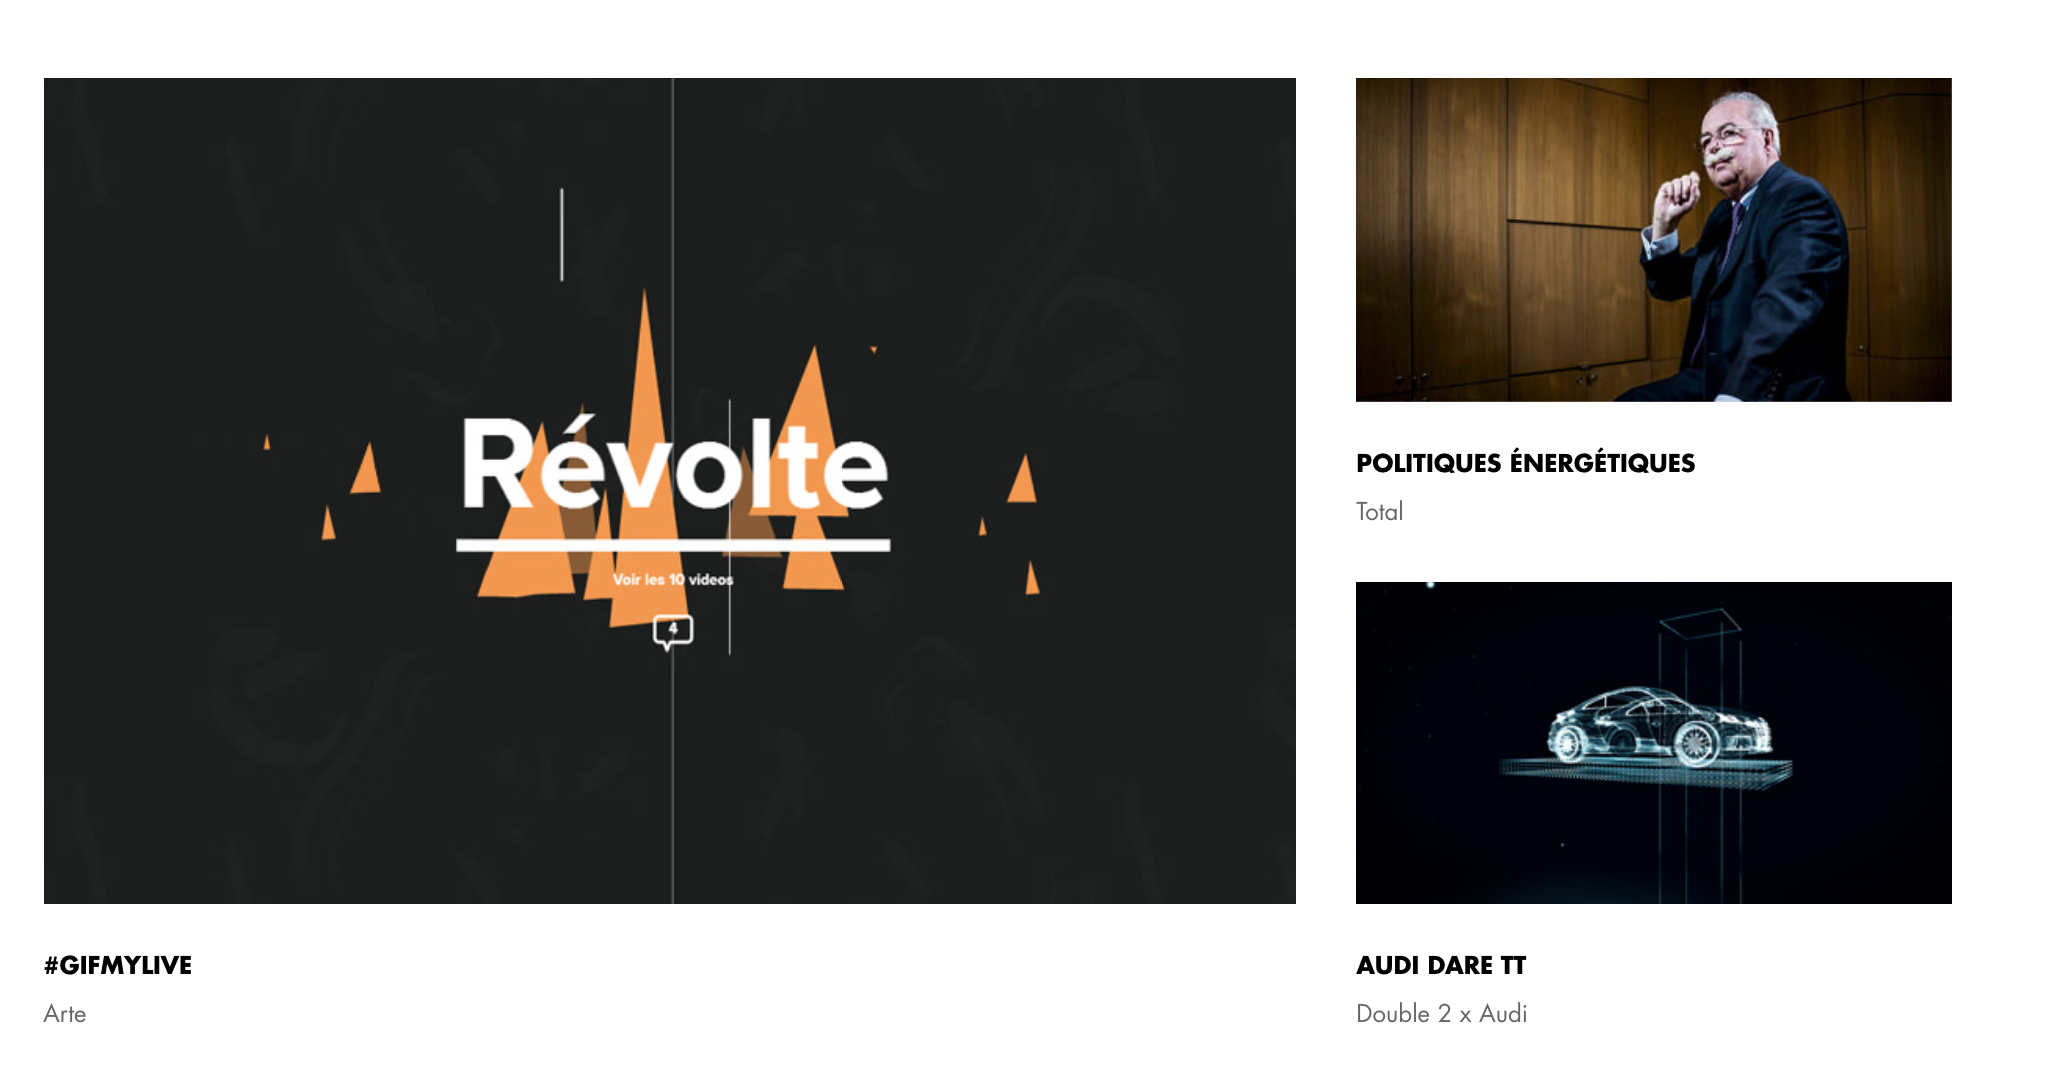 Révolte
Voir les 10 videos
4
#GIFMYLIVE
Arte
POLITIQUES ÉNERGÉTIQUES
Total
AUDI DARE TT
Double 2 x Audi